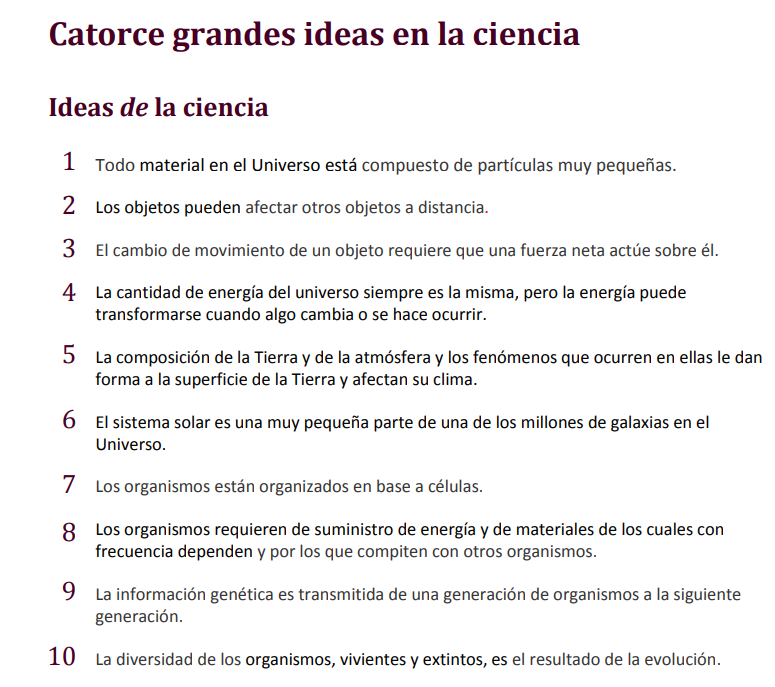 Catorce grandes ideas en la ciencia
Ideas de la ciencia
1 Todo material en el Universo está compuesto de partículas muy pequeñas.
2 Los objetos pueden afectar otros objetos a distancia.
3 El cambio de movimiento de un objeto requiere que una fuerza neta actúe sobre él.
4 La cantidad de energía del universo siempre es la misma, pero la energía puede
transformarse cuando algo cambia o se hace ocurrir.
5 La composición de la Tierra y de la atmósfera y los fenómenos que ocurren en ellas le dan
forma a la superficie de la Tierra y afectan su clima.
6 El sistema solar es una muy pequeña parte de una de los millones de galaxias en el
Universo.
7 Los organismos están organizados en base a células.
8 Los organismos requieren de suministro de energía y de materiales de los cuales con
frecuencia dependen y por los que compiten con otros organismos.
9 La información genética es transmitida de una generación de organismos a la siguiente
generación.
10 La diversidad de los organismos, vivientes y extintos, es el resultado de la evolución.